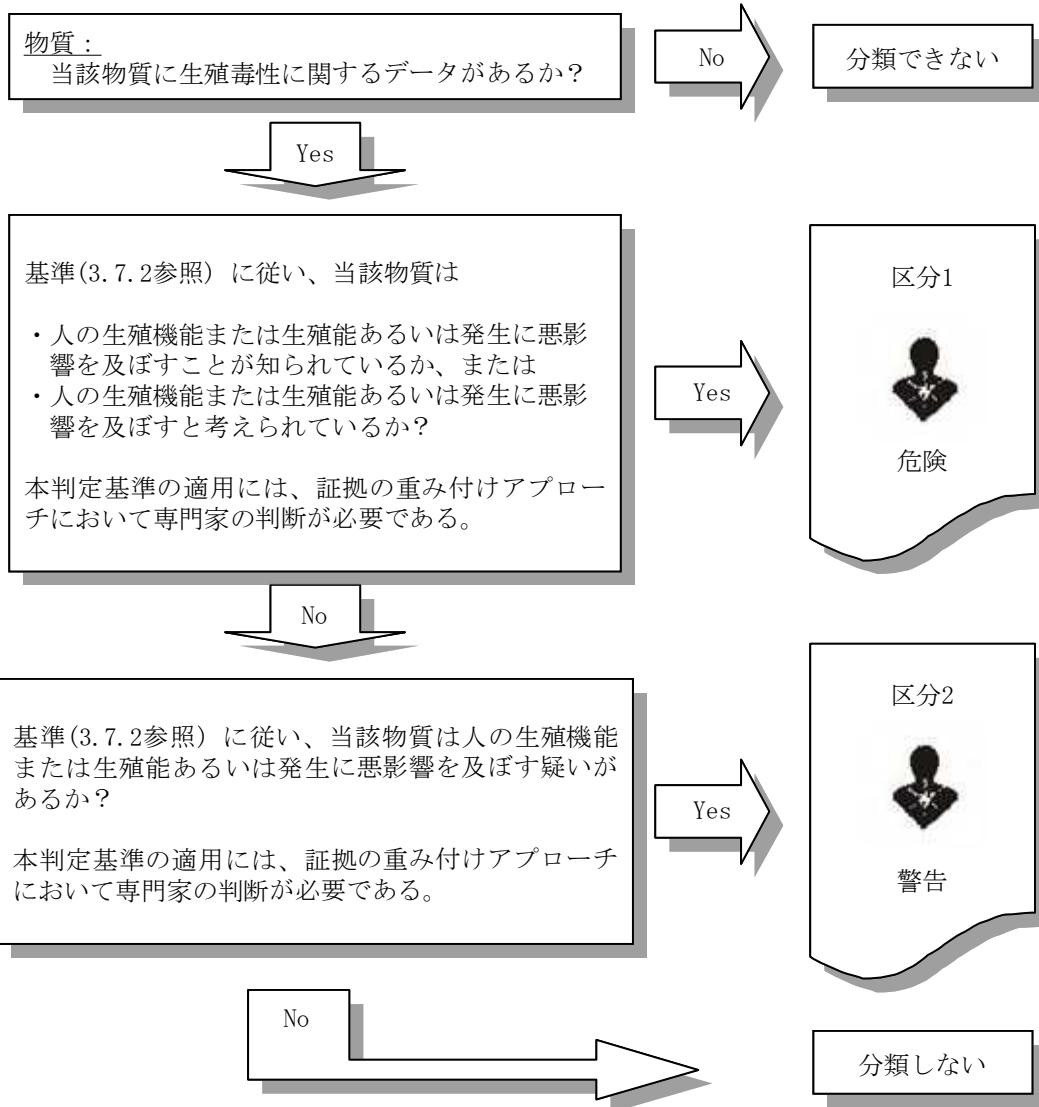 物質：
当該物質に生殖毒性に関するデータがあるか？
No
分類できない
Yes
基準(3.7.2参照) に従い、当該物質は
・人の生殖機能または生殖能あるいは発生に悪影
響を及ぼすことが知られているか、または
・人の生殖機能または生殖能あるいは発生に悪影
響を及ぼすと考えられているか？
本判定基準の適用には、証拠の重み付けアプロー
チにおいて専門家の判断が必要である。
Yes
区分1
危険
No
基準(3.7.2参照) に従い、当該物質は人の生殖機能
または生殖能あるいは発生に悪影響を及ぼす疑いが
あるか？
本判定基準の適用には、証拠の重み付けアプローチ
において専門家の判断が必要である。
Yes
区分2
警告
No
分類しない